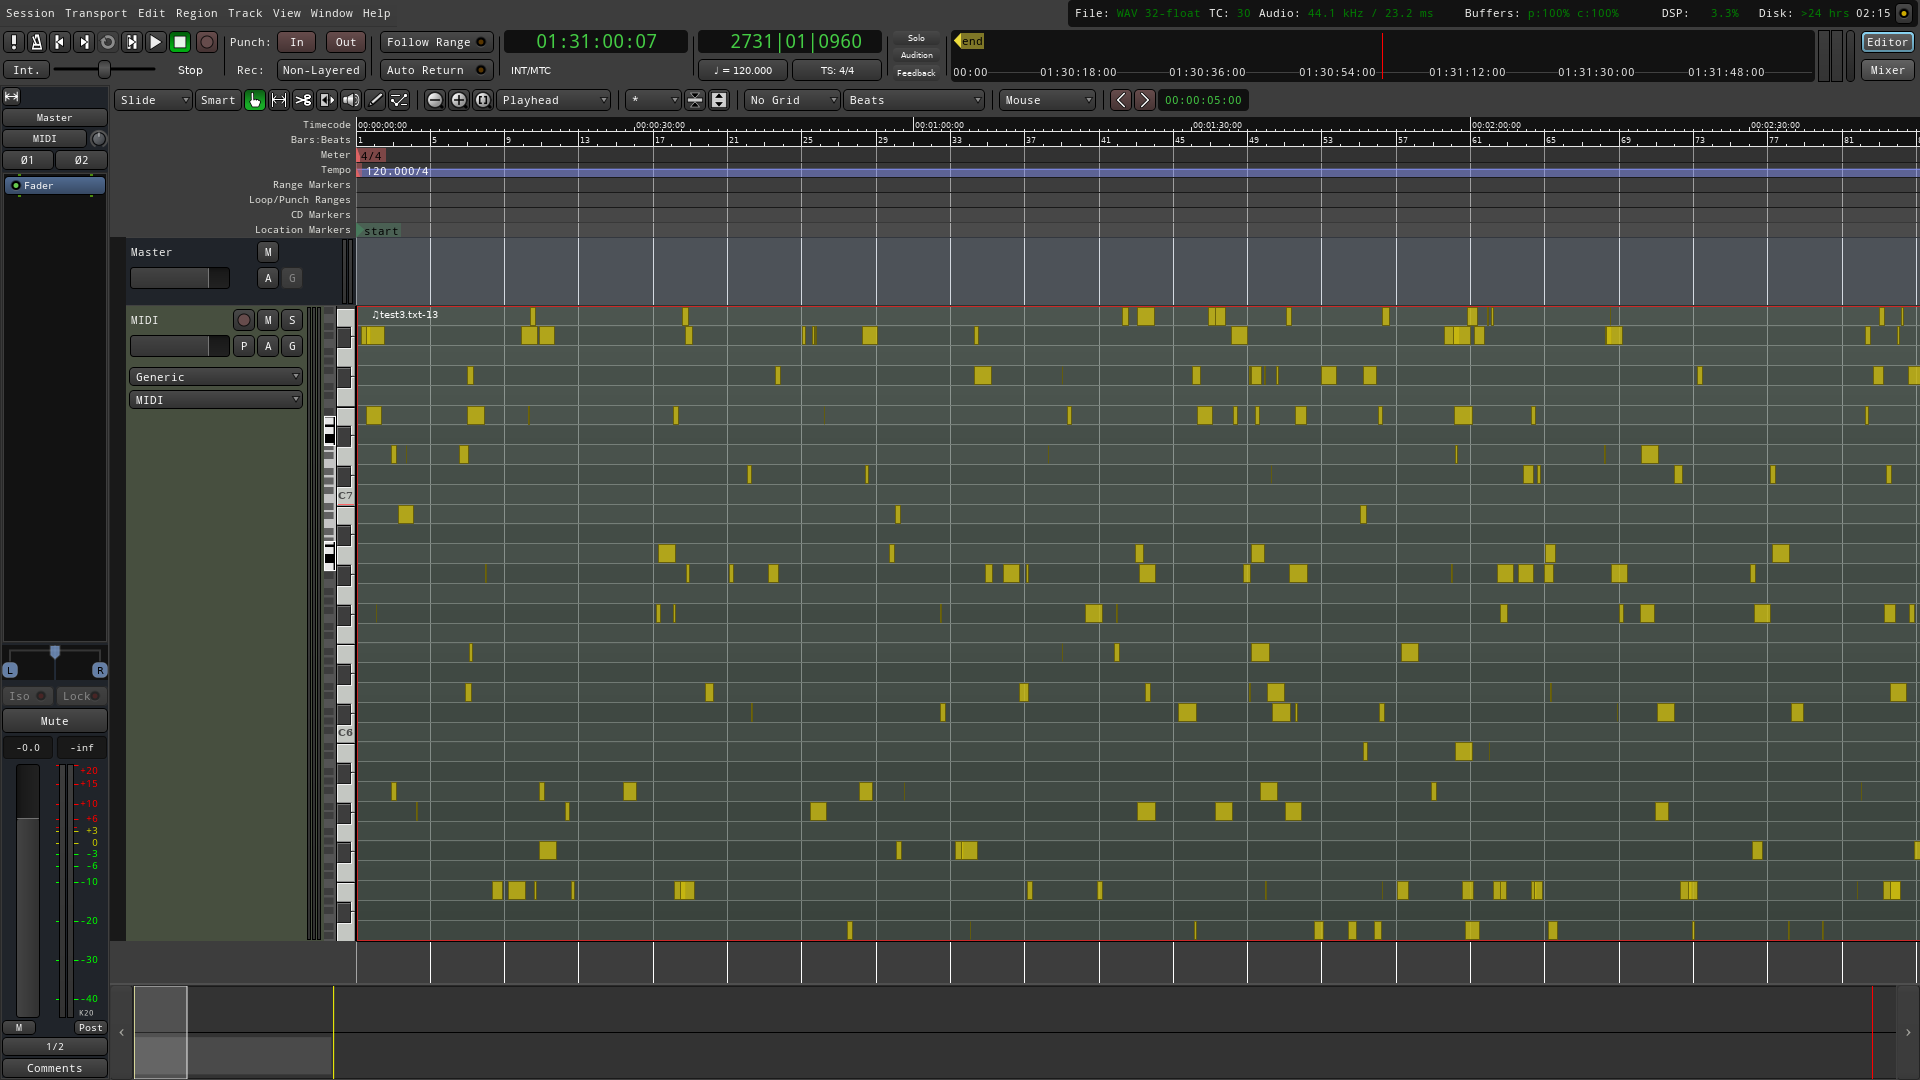 Session Transport Edit Region Track View Window Help
File: WAV 32-float TC: 30 Audio: 44.1 kHz / 23.2 ms Buffers: p:100% c:100% DSP: 3.3% Disk: >24 hrs 02:15
Punch: In Out Follow Range 01:31:00:07 2731|01|0960 Solo Audition Feedback end Editor
Int. Stop Rec: Non-Layered Auto Return INT/MTC ♩ = 120.000 TS: 4/4 00:00 01:30:18:00 01:30:36:00 01:30:54:00 01:31:12:00 01:31:30:00 01:31:48:00 Mixer
Slide Smart Playhead * No Grid Beats Mouse 00:00:05:00
Master
MIDI
Ø1 Ø2
Fader
Timecode 00:00:00:00 00:00:30:00 00:01:00:00 00:01:30:00 00:02:00:00 00:02:30:00
Bars:Beats 1 5 9 13 17 21 25 29 33 37 41 45 49 53 57 61 65 69 73 77 81
Meter 4/4
Tempo 120.000/4
Range Markers
Loop/Punch Ranges
CD Markers
Location Markers start
Master M
A G
MIDI M S
P A G
Generic
MIDI
♫test3.txt-13
C7
C6
L R
Iso Lock
Mute
-0.0 -inf
+20
+15
+10
+6
+3
0
-3
-6
-10
-20
-30
-40
K20
M Post
1/2
Comments